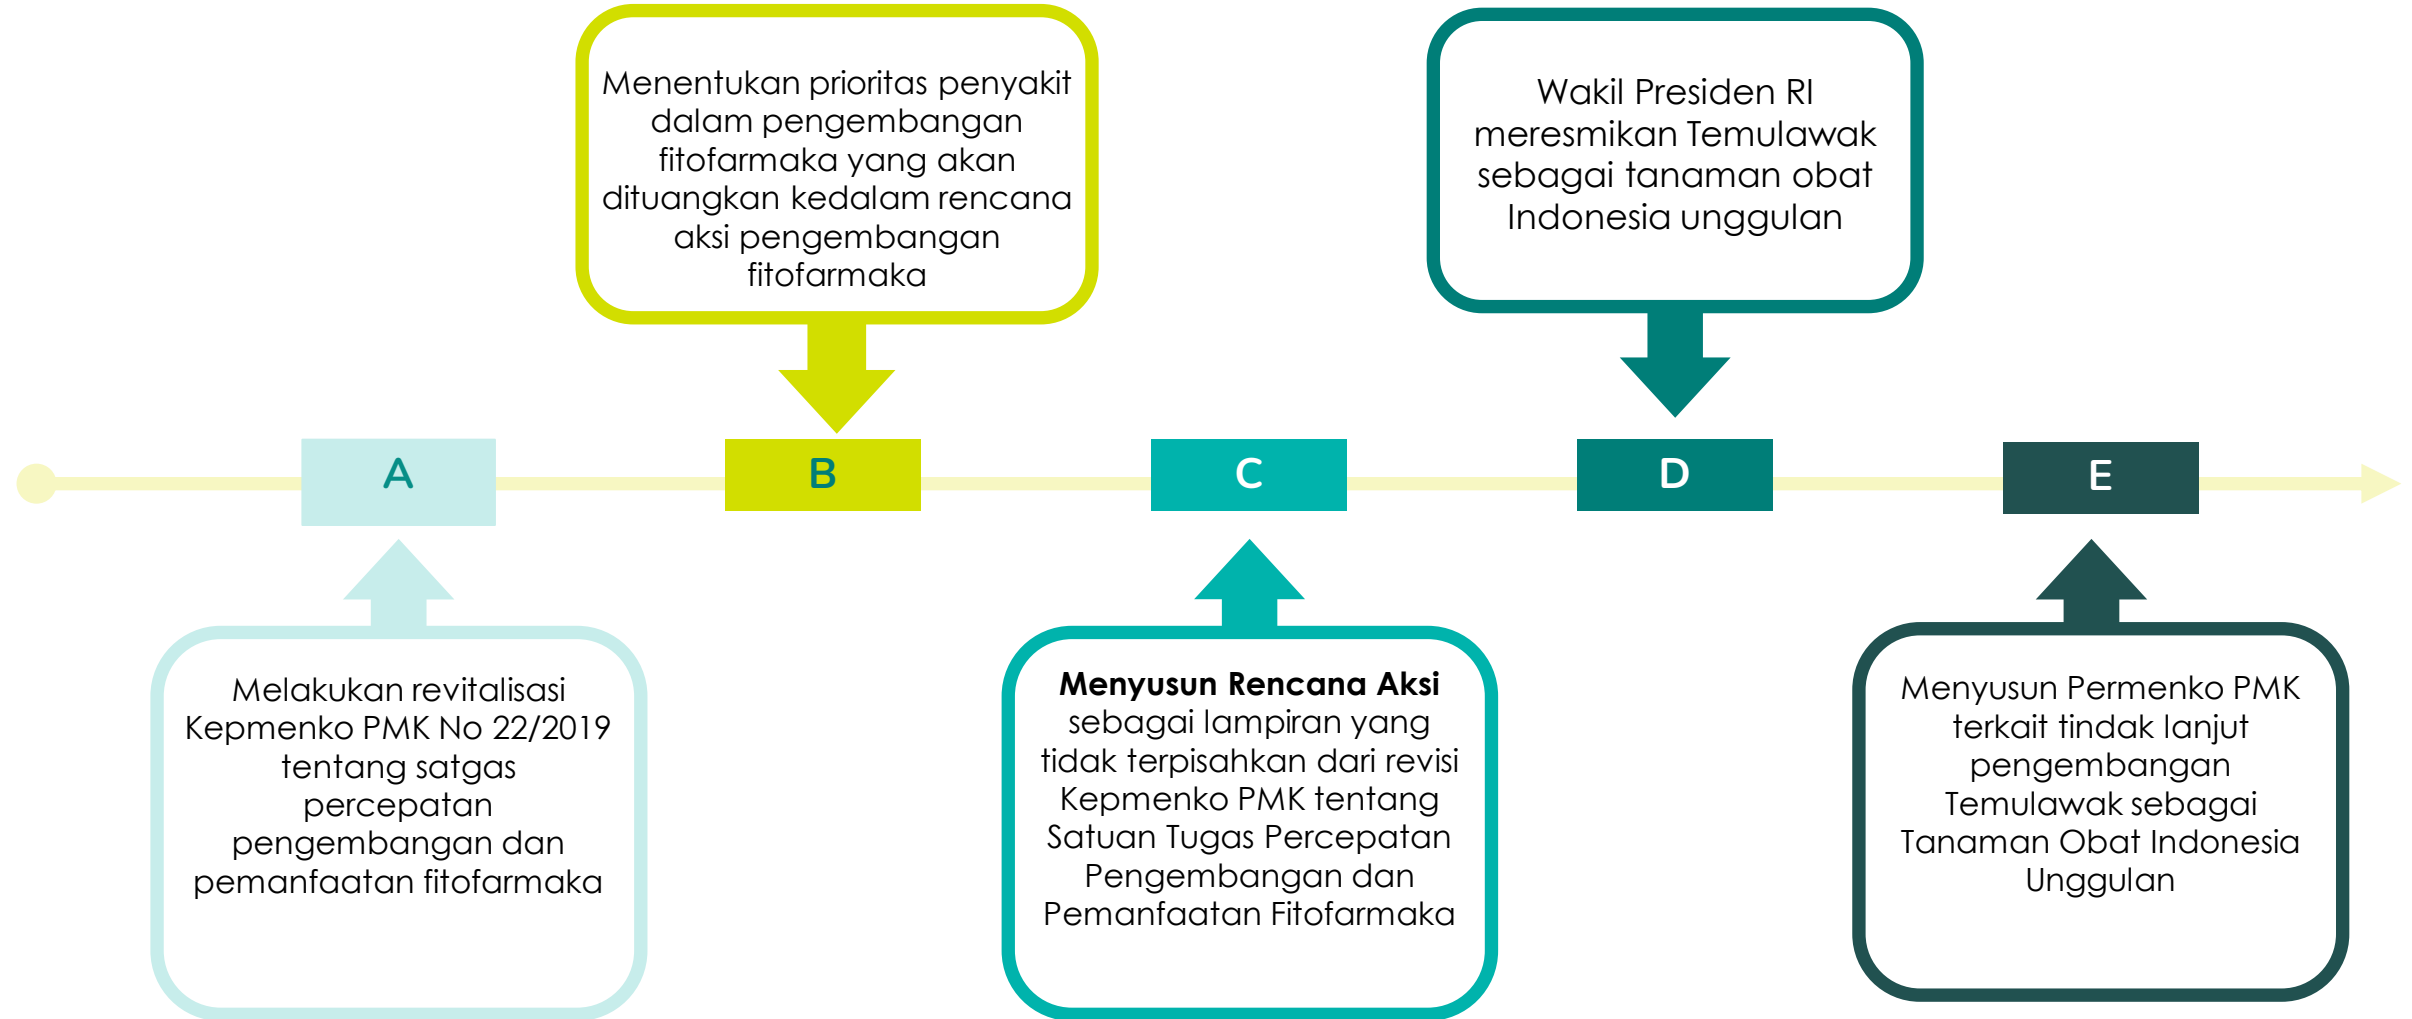 Menentukan prioritas penyakit
dalam pengembangan
fitofarmaka yang akan
dituangkan kedalam rencana
aksi pengembangan
fitofarmaka
Wakil Presiden RI
meresmikan Temulawak
sebagai tanaman obat
Indonesia unggulan
A
B
C
D
E
Melakukan revitalisasi
Kepmenko PMK No 22/2019
tentang satgas
percepatan
pengembangan dan
pemanfaatan fitofarmaka
Menyusun Rencana Aksi
sebagai lampiran yang
tidak terpisahkan dari revisi
Kepmenko PMK tentang
Satuan Tugas Percepatan
Pengembangan dan
Pemanfaatan Fitofarmaka
Menyusun Permenko PMK
terkait tindak lanjut
pengembangan
Temulawak sebagai
Tanaman Obat Indonesia
Unggulan